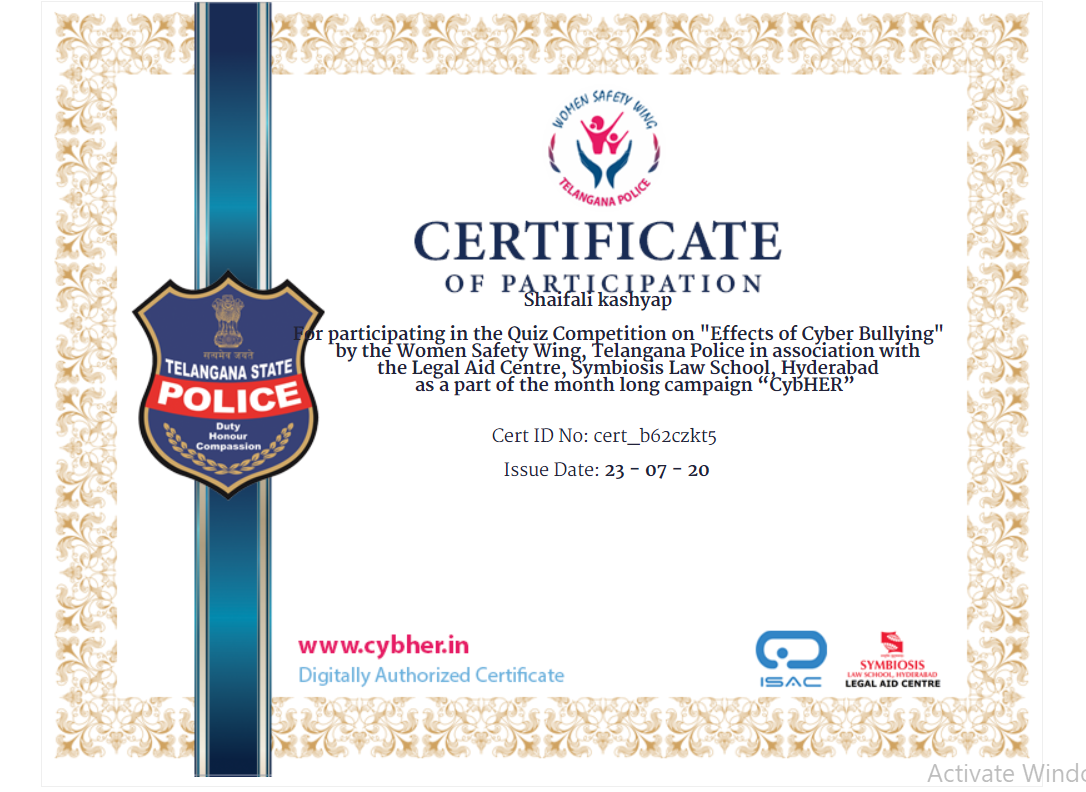 WOMEN SAFETY WING
TELANGANA POLICE
CERTIFICATE
OF PARTICIPATION
Shaifali kashyap
For participating in the Quiz Competition on "Effects of Cyber Bullying"
by the Women Safety Wing, Telangana Police in association with
the Legal Aid Centre, Symbiosis Law School, Hyderabad
as a part of the month long campaign “CybHER”
सत्यमेव जयते
TELANGANA STATE
POLICE
Duty
Honour
Compassion
Cert ID No: cert_b62czkt5
Issue Date: 23 - 07 - 20
www.cybher.in
Digitally Authorized Certificate
ISAC
SYMBIOSIS
LAW SCHOOL, HYDERABAD
LEGAL AID CENTRE
Activate Windo